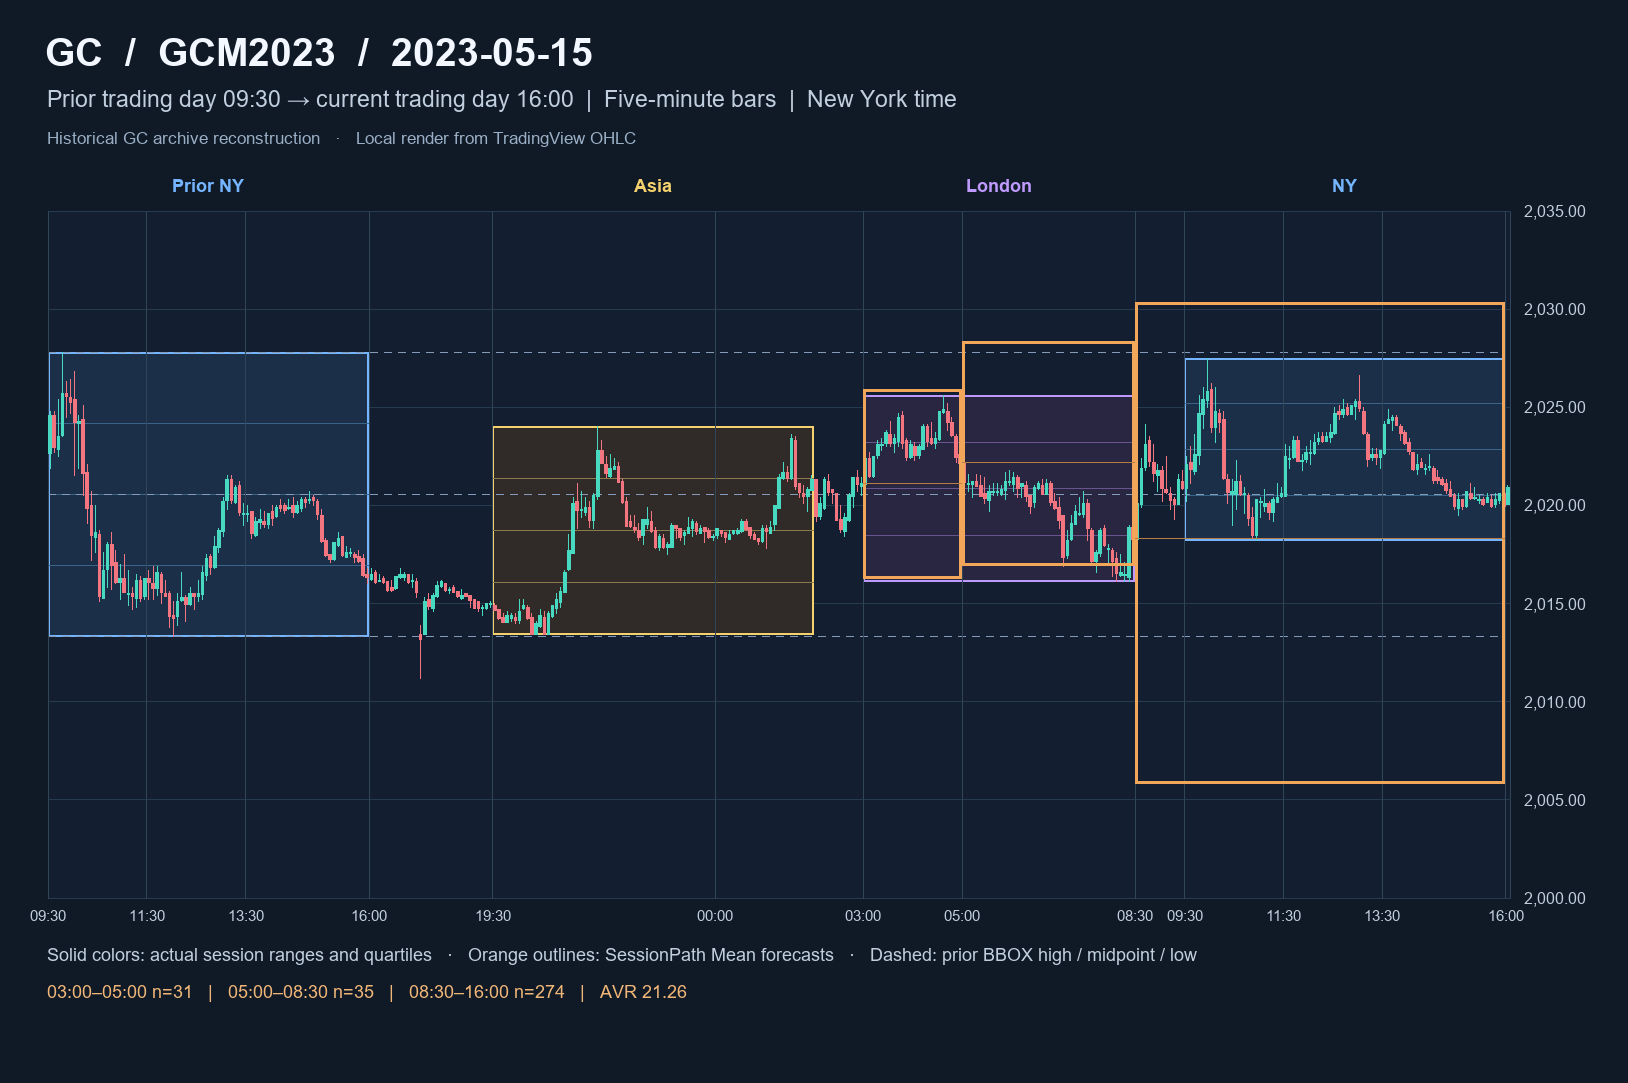 GC / GCM2023 / 2023-05-15
Prior trading day 09:30 → current trading day 16:00 | Five-minute bars | New York time
Historical GC archive reconstruction · Local render from TradingView OHLC
Prior NY Asia London NY
2,035.00
2,030.00
2,025.00
2,020.00
2,015.00
2,010.00
2,005.00
2,000.00
09:30 11:30 13:30 16:00 19:30 00:00 03:00 05:00 08:30 09:30 11:30 13:30 16:00
Solid colors: actual session ranges and quartiles · Orange outlines: SessionPath Mean forecasts · Dashed: prior BBOX high / midpoint / low
03:00–05:00 n=31 | 05:00–08:30 n=35 | 08:30–16:00 n=274 | AVR 21.26